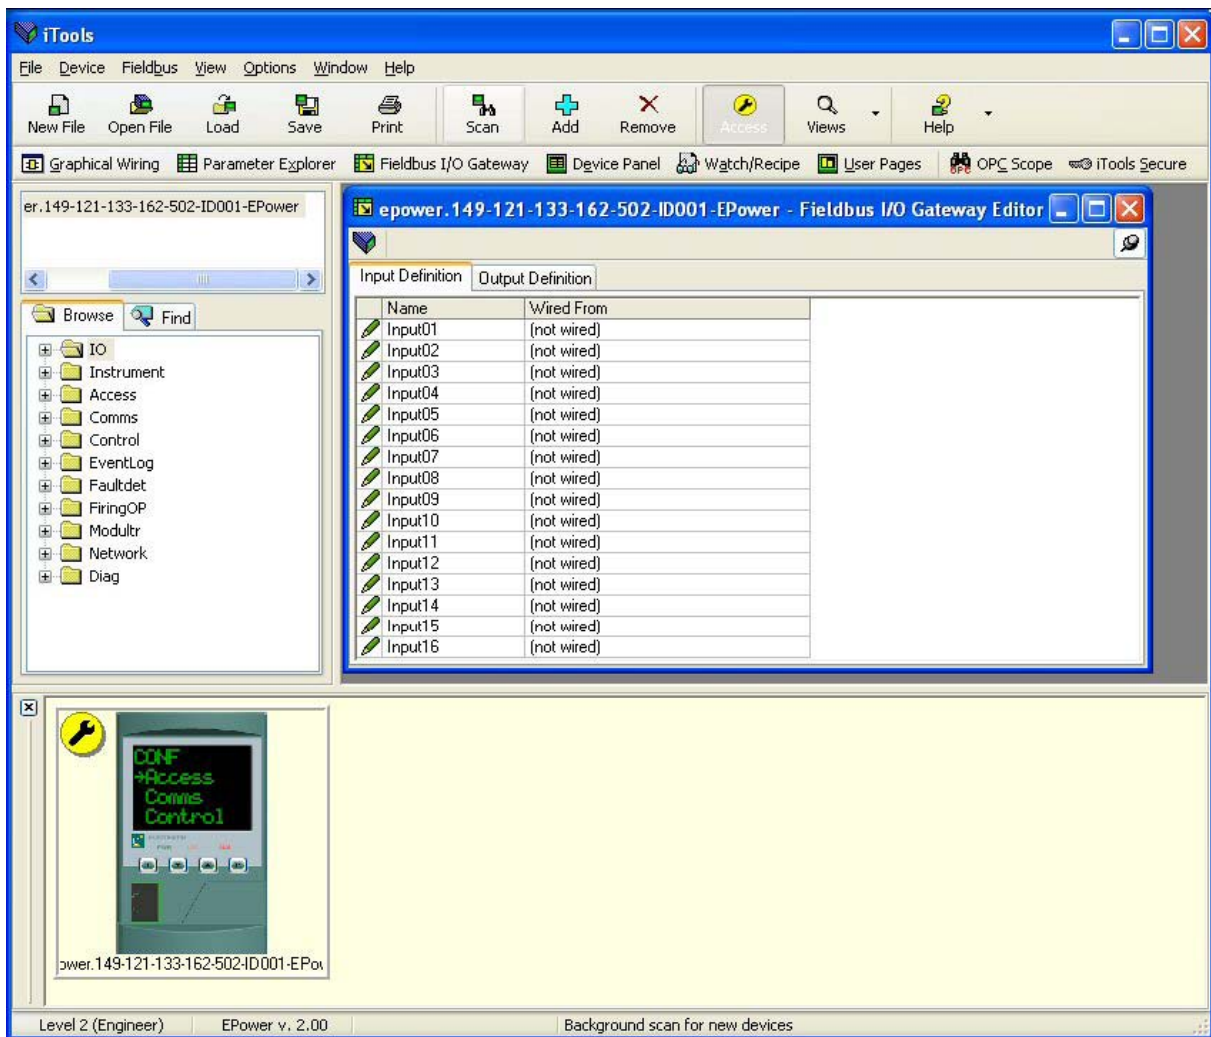 iTools
File Device Fieldbus View Options Window Help
New File Open File Load Save Print Scan Add Remove Access Views Help
Graphical Wiring Parameter Explorer Fieldbus I/O Gateway Device Panel Watch/Recipe User Pages OPC Scope iTools Secure
er.149-121-133-162-502-ID001-EPower
Browse Find
IO
Instrument
Access
Comms
Control
EventLog
Faultdet
FiringOP
Modultr
Network
Diag
epower.149-121-133-162-502-ID001-EPower - Fieldbus I/O Gateway Editor
Input Definition Output Definition
Name Wired From
Input01 (not wired)
Input02 (not wired)
Input03 (not wired)
Input04 (not wired)
Input05 (not wired)
Input06 (not wired)
Input07 (not wired)
Input08 (not wired)
Input09 (not wired)
Input10 (not wired)
Input11 (not wired)
Input12 (not wired)
Input13 (not wired)
Input14 (not wired)
Input15 (not wired)
Input16 (not wired)
CONF
→Access
Comms
Control
ower.149-121-133-162-502-ID001-EPow
Level 2 (Engineer) EPower v. 2.00 Background scan for new devices